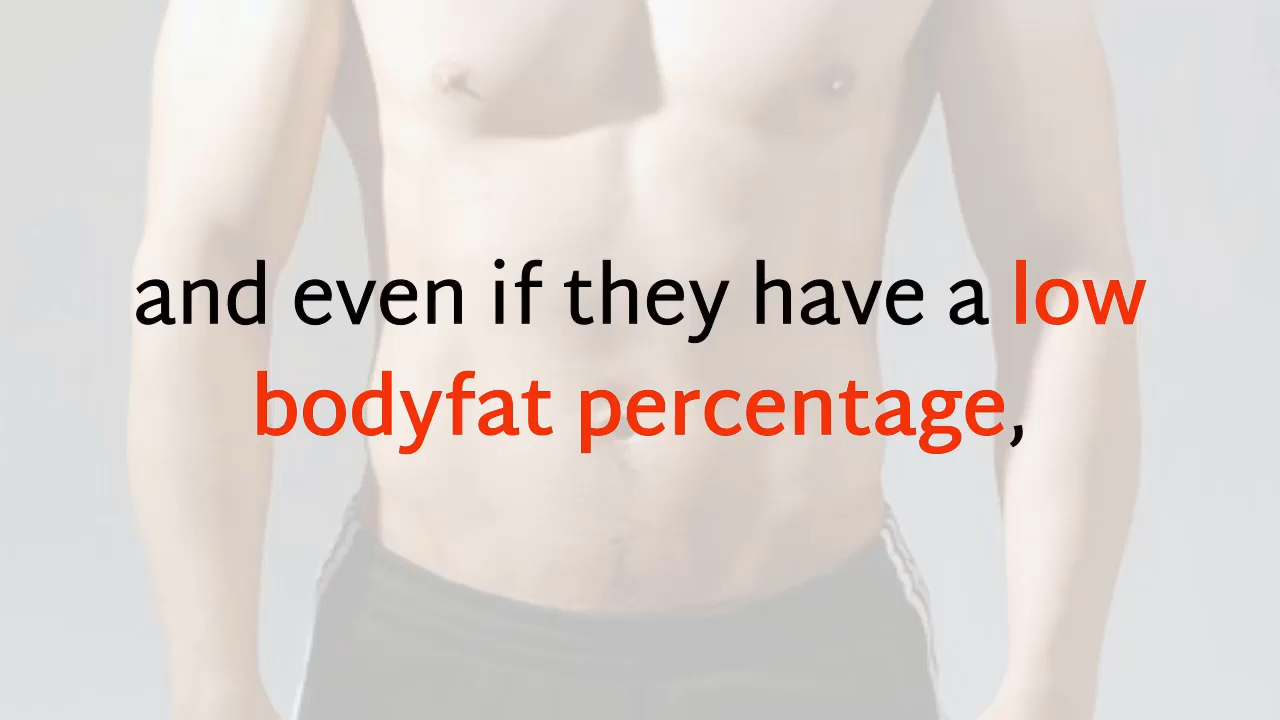 and even if they have a low
bodyfat percentage,